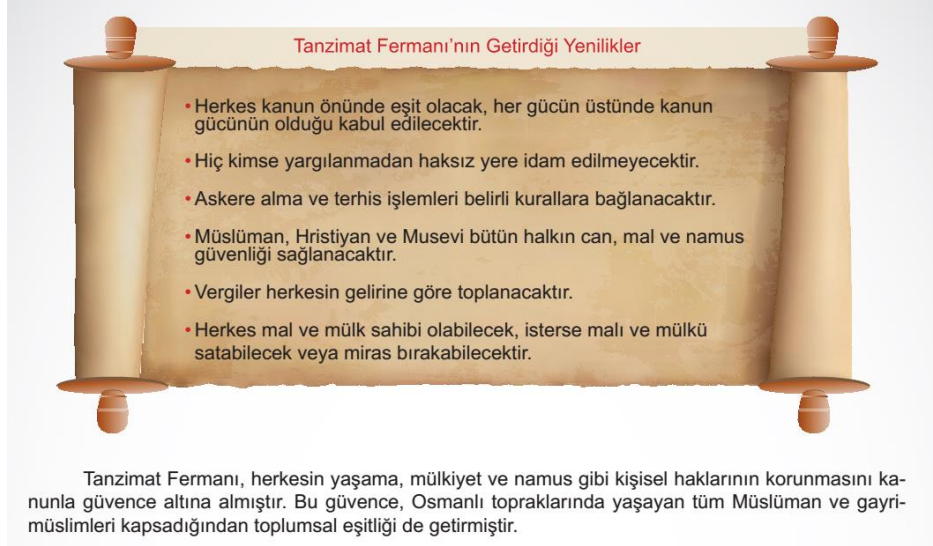 Tanzimat Fermanı’nın Getirdiği Yenilikler
• Herkes kanun önünde eşit olacak, her gücün üstünde kanun
gücünün olduğu kabul edilecektir.
• Hiç kimse yargılanmadan haksız yere idam edilmeyecektir.
• Askere alma ve terhis işlemleri belirli kurallara bağlanacaktır.
• Müslüman, Hristiyan ve Musevi bütün halkın can, mal ve namus
güvenliği sağlanacaktır.
• Vergiler herkesin gelirine göre toplanacaktır.
• Herkes mal ve mülk sahibi olabilecek, isterse malı ve mülkü
satabilecek veya miras bırakabilecektir.
Tanzimat Fermanı, herkesin yaşama, mülkiyet ve namus gibi kişisel haklarının korunmasını ka-
nunla güvence altına almıştır. Bu güvence, Osmanlı topraklarında yaşayan tüm Müslüman ve gayri-
müslimleri kapsadığından toplumsal eşitliği de getirmiştir.